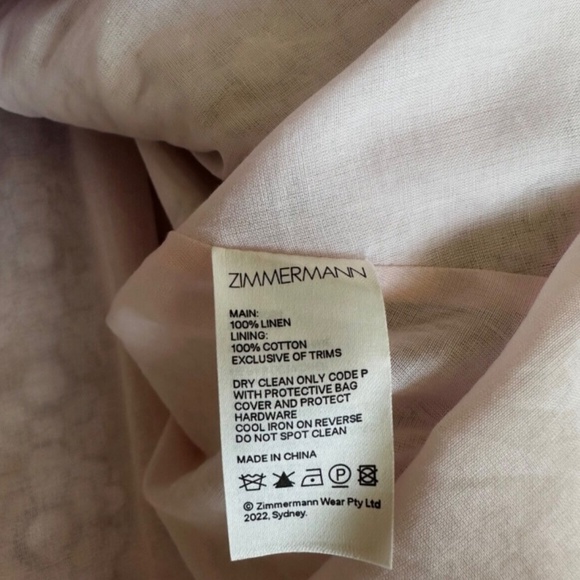 ZIMMERMANN
MAIN:
100% LINEN
LINING:
100% COTTON
EXCLUSIVE OF TRIMS
DRY CLEAN ONLY CODE P
WITH PROTECTIVE BAG
COVER AND PROTECT
HARDWARE
COOL IRON ON REVERSE
DO NOT SPOT CLEAN
MADE IN CHINA
P
© Zimmermann Wear Pty Ltd
2022, Sydney.